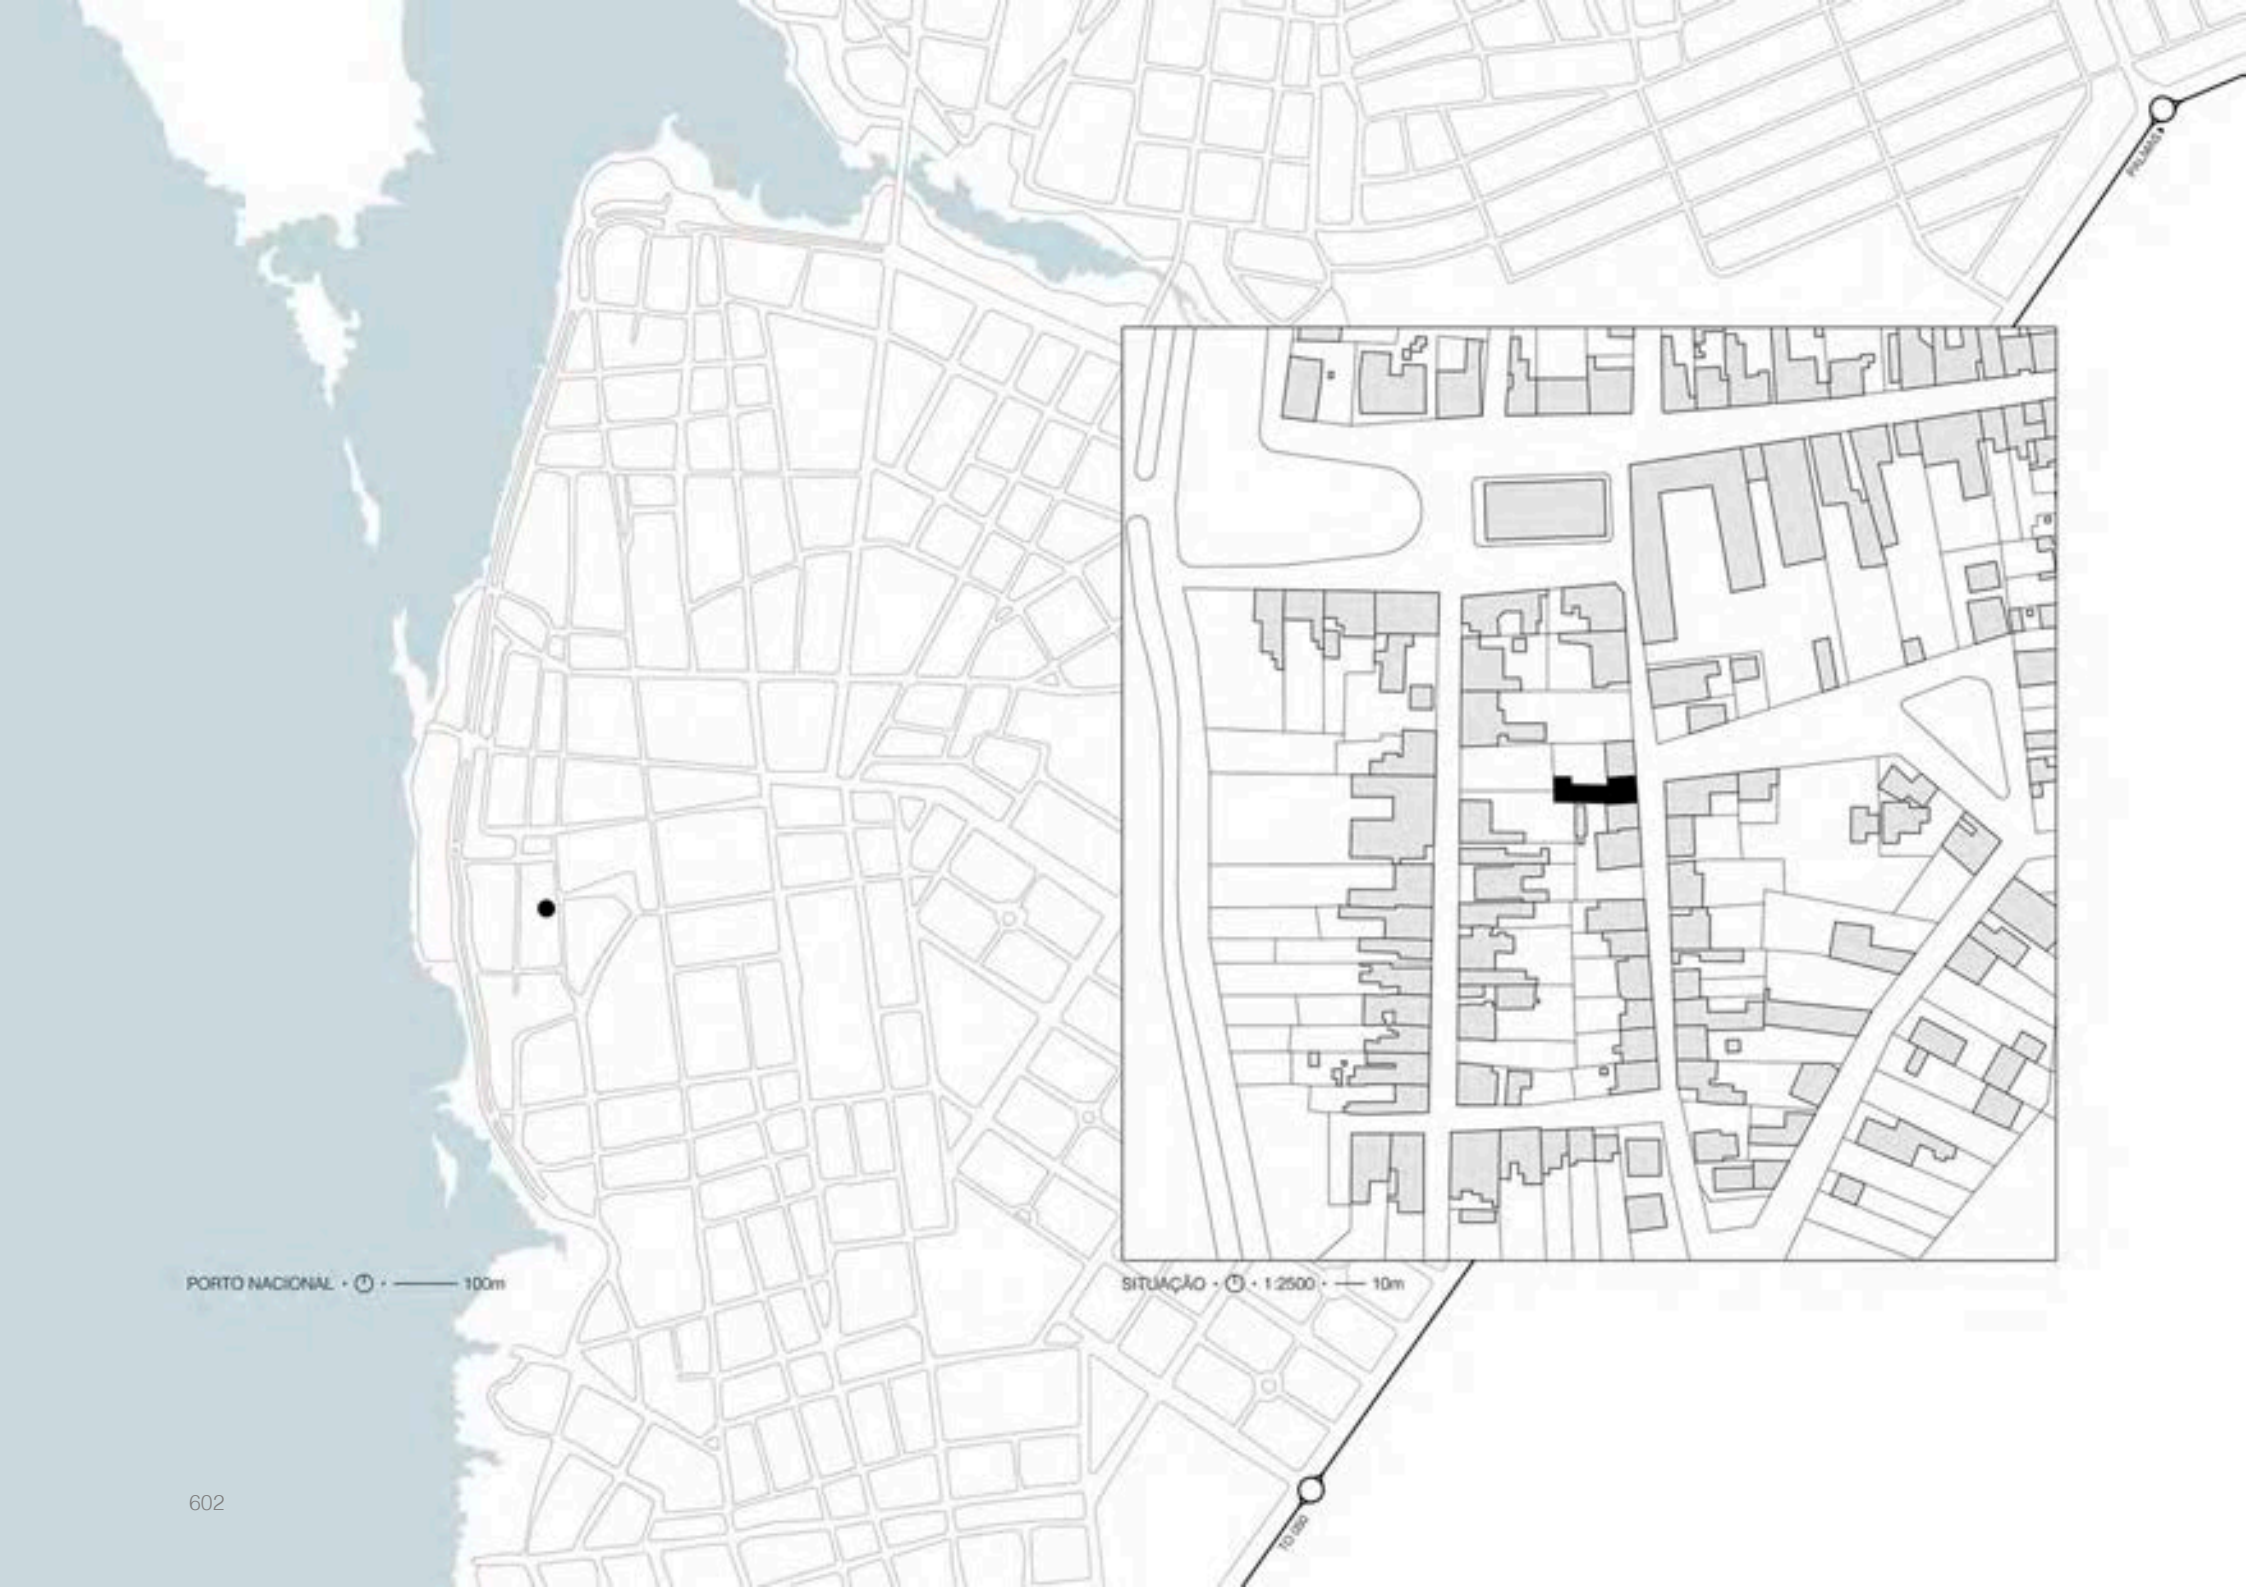 PALMAS
PORTO NACIONAL · 100m
SITUAÇÃO · 1:2500 · 10m
602
TO 050